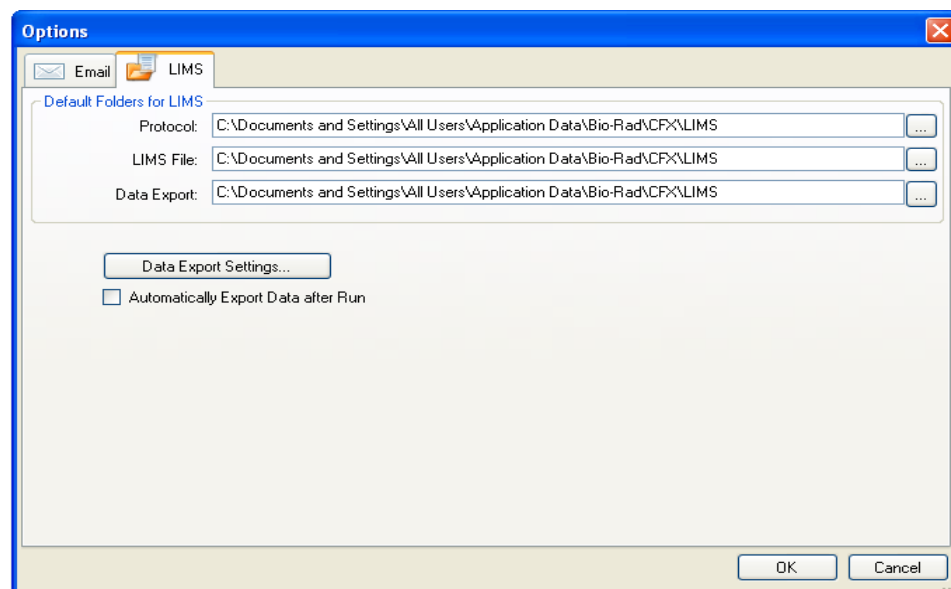 Options
Email LIMS
Default Folders for LIMS
Protocol: C:\Documents and Settings\All Users\Application Data\Bio-Rad\CFX\LIMS ...
LIMS File: C:\Documents and Settings\All Users\Application Data\Bio-Rad\CFX\LIMS ...
Data Export: C:\Documents and Settings\All Users\Application Data\Bio-Rad\CFX\LIMS ...
Data Export Settings...
Automatically Export Data after Run
OK Cancel